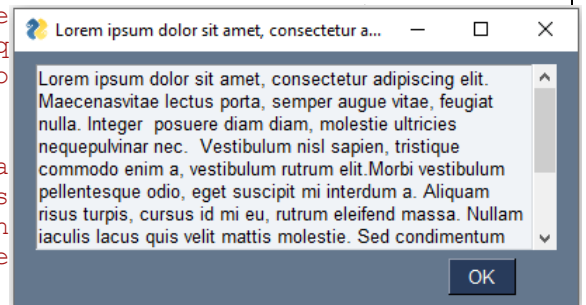 Lorem ipsum dolor sit amet, consectetur a...
Lorem ipsum dolor sit amet, consectetur adipiscing elit.
Maecenasvitae lectus porta, semper augue vitae, feugiat
nulla. Integer  posuere diam diam, molestie ultricies
nequepulvinar nec.  Vestibulum nisl sapien, tristique
commodo enim a, vestibulum rutrum elit.Morbi vestibulum
pellentesque odio, eget suscipit mi interdum a. Aliquam
risus turpis, cursus id mi eu, rutrum eleifend massa. Nullam
iaculis lacus quis velit mattis molestie. Sed condimentum
OK